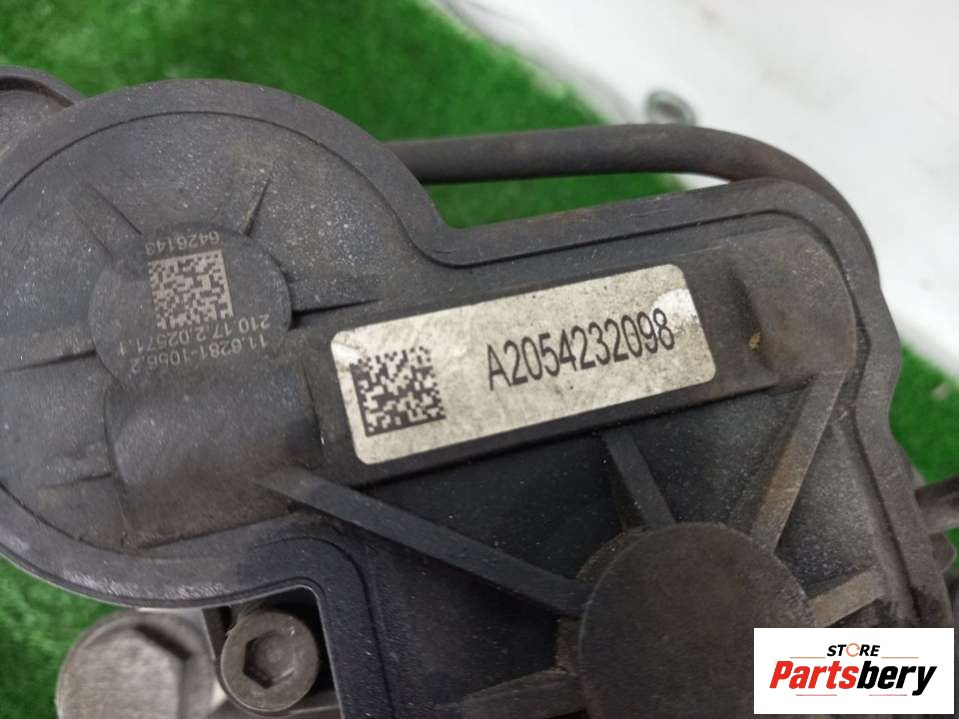 6426143
210 17 2.02571.1
11.6281-1056.2
A2054232098
STORE
Partsbery